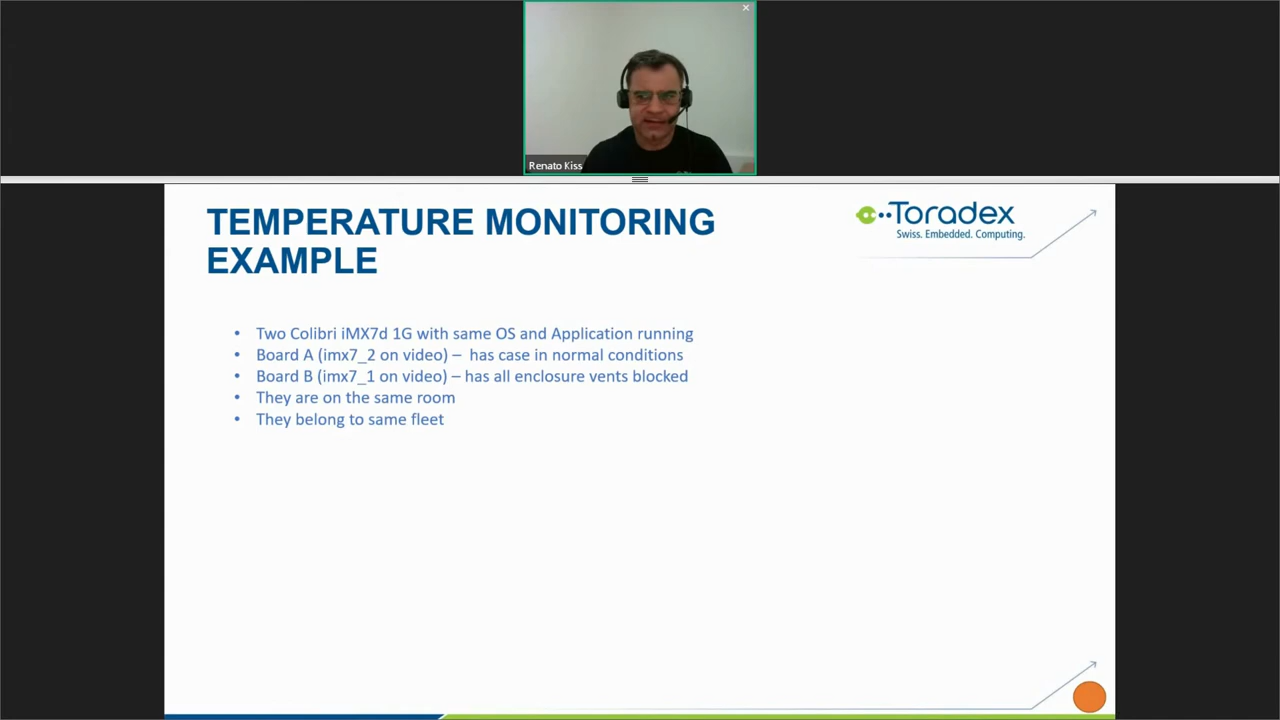 Renato Kiss
TEMPERATURE MONITORING
EXAMPLE
Toradex
Swiss. Embedded. Computing.
• Two Colibri iMX7d 1G with same OS and Application running
• Board A (imx7_2 on video) – has case in normal conditions
• Board B (imx7_1 on video) – has all enclosure vents blocked
• They are on the same room
• They belong to same fleet